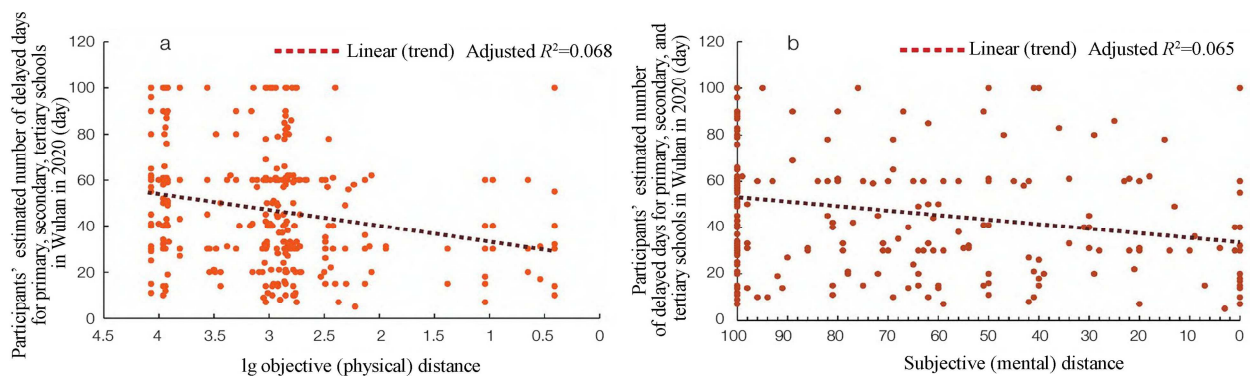 Participants' estimated number of delayed days
for primary, secondary, tertiary schools
in Wuhan in 2020 (day)
a
Linear (trend) Adjusted R²=0.068
120
100
80
60
40
20
0
4.5 4 3.5 3 2.5 2 1.5 1 0.5 0
lg objective (physical) distance
Participants' estimated number
of delayed days for primary, secondary, and
tertiary schools in Wuhan in 2020 (day)
b
Linear (trend) Adjusted R²=0.065
120
100
80
60
40
20
0
100 90 80 70 60 50 40 30 20 10 0
Subjective (mental) distance